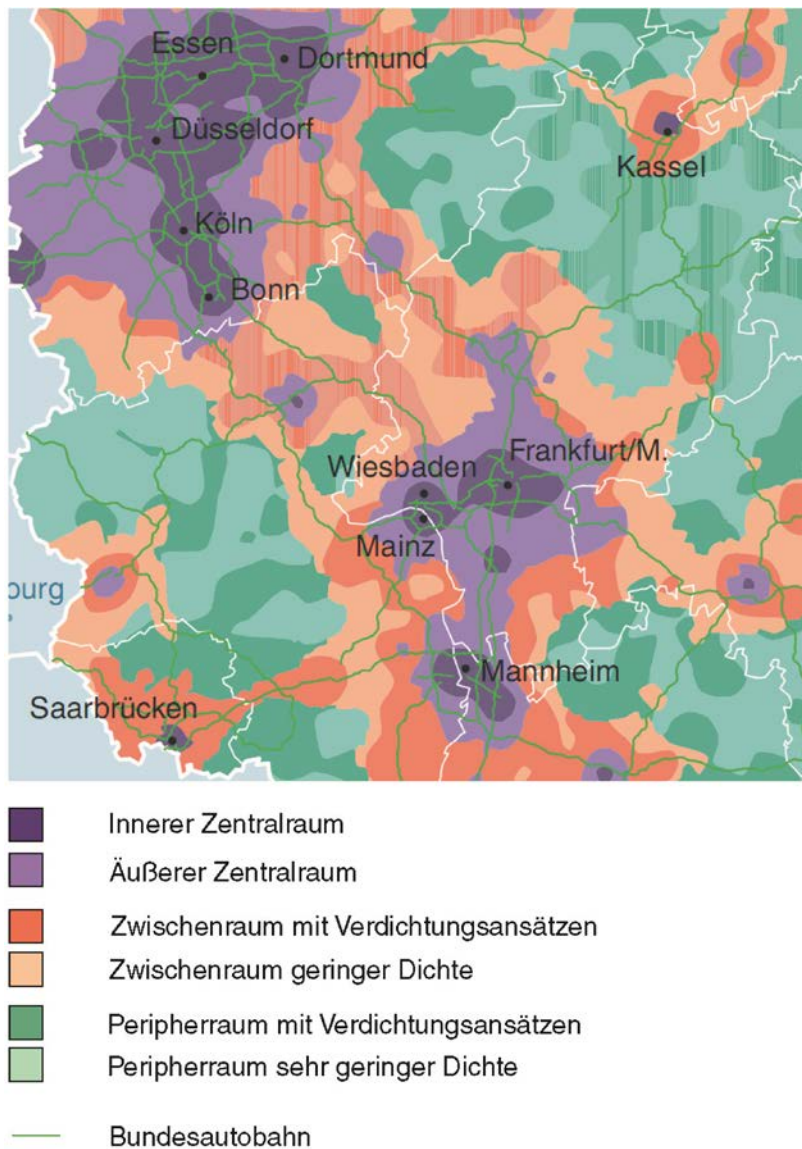 Essen
Dortmund
Düsseldorf
Kassel
Köln
Bonn
Wiesbaden
Frankfurt/M.
Mainz
burg
Mannheim
Saarbrücken
Innerer Zentralraum
Äußerer Zentralraum
Zwischenraum mit Verdichtungsansätzen
Zwischenraum geringer Dichte
Peripherraum mit Verdichtungsansätzen
Peripherraum sehr geringer Dichte
Bundesautobahn